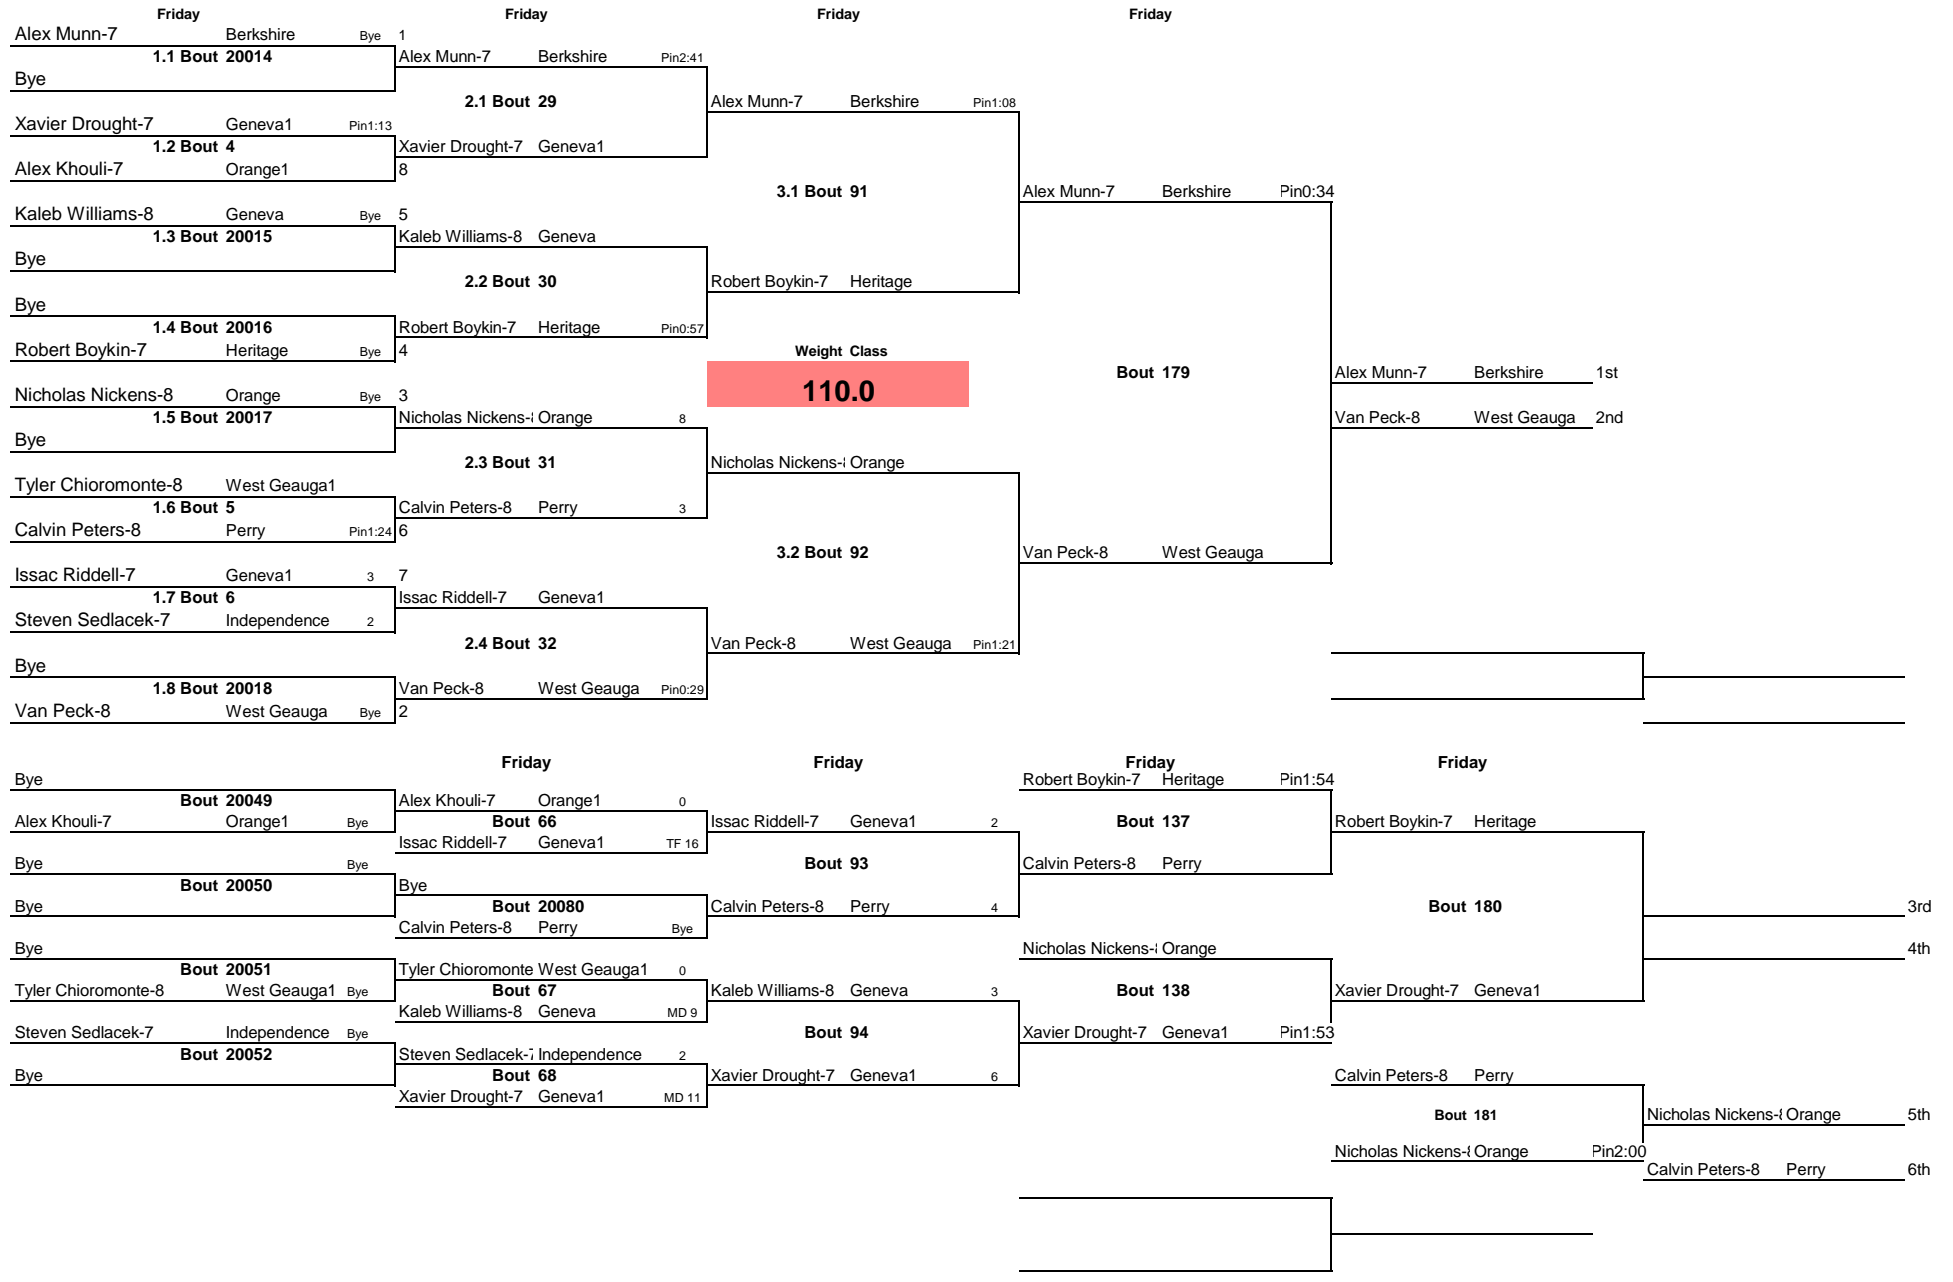 Friday Friday Friday Friday
Alex Munn-7 Berkshire Bye 1
1.1 Bout 20014 Alex Munn-7 Berkshire Pin2:41
Bye
2.1 Bout 29 Alex Munn-7 Berkshire Pin1:08
Xavier Drought-7 Geneva1 Pin1:13
1.2 Bout 4 Xavier Drought-7 Geneva1
Alex Khouli-7 Orange1 8
3.1 Bout 91 Alex Munn-7 Berkshire Pin0:34
Kaleb Williams-8 Geneva Bye 5
1.3 Bout 20015 Kaleb Williams-8 Geneva
Bye
2.2 Bout 30 Robert Boykin-7 Heritage
Bye
1.4 Bout 20016 Robert Boykin-7 Heritage Pin0:57
Robert Boykin-7 Heritage Bye 4 Weight Class
Bout 179 Alex Munn-7 Berkshire 1st
110.0
Nicholas Nickens-8 Orange Bye 3
1.5 Bout 20017 Nicholas Nickens- Orange 8 Van Peck-8 West Geauga 2nd
Bye
2.3 Bout 31 Nicholas Nickens- Orange
Tyler Chioromonte-8 West Geauga1
1.6 Bout 5 Calvin Peters-8 Perry 3
Calvin Peters-8 Perry Pin1:24 6
3.2 Bout 92 Van Peck-8 West Geauga
Issac Riddell-7 Geneva1 3 7
1.7 Bout 6 Issac Riddell-7 Geneva1
Steven Sedlacek-7 Independence 2
2.4 Bout 32 Van Peck-8 West Geauga Pin1:21
Bye
1.8 Bout 20018 Van Peck-8 West Geauga Pin0:29
Van Peck-8 West Geauga Bye 2
Friday Friday Friday Friday
Bye Robert Boykin-7 Heritage Pin1:54
Bout 20049 Alex Khouli-7 Orange1 0
Alex Khouli-7 Orange1 Bye Bout 66 Issac Riddell-7 Geneva1 2 Bout 137 Robert Boykin-7 Heritage
Issac Riddell-7 Geneva1 TF 16
Bye Bye Bout 93 Calvin Peters-8 Perry
Bout 20050 Bye
Bye Bout 20080 Calvin Peters-8 Perry 4 Bout 180 3rd
Calvin Peters-8 Perry Bye
Bye Nicholas Nickens- Orange 4th
Bout 20051 Tyler Chioromonte West Geauga1 0
Tyler Chioromonte-8 West Geauga1 Bye Bout 67 Kaleb Williams-8 Geneva 3 Bout 138 Xavier Drought-7 Geneva1
Kaleb Williams-8 Geneva MD 9
Steven Sedlacek-7 Independence Bye Bout 94 Xavier Drought-7 Geneva1 Pin1:53
Bout 20052 Steven Sedlacek- Independence 2
Bye Bout 68 Xavier Drought-7 Geneva1 6 Calvin Peters-8 Perry
Xavier Drought-7 Geneva1 MD 11
Bout 181 Nicholas Nickens- Orange 5th
Nicholas Nickens- Orange Pin2:00
Calvin Peters-8 Perry 6th